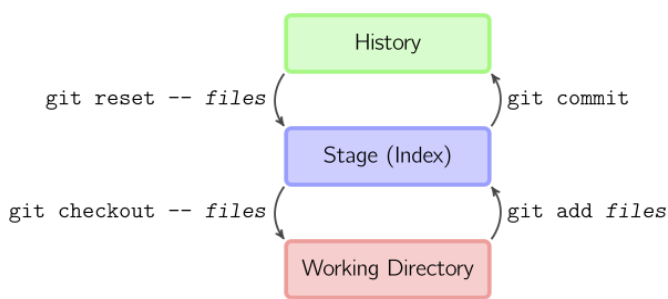 History
git reset -- files
git commit
Stage (Index)
git checkout -- files
git add files
Working Directory